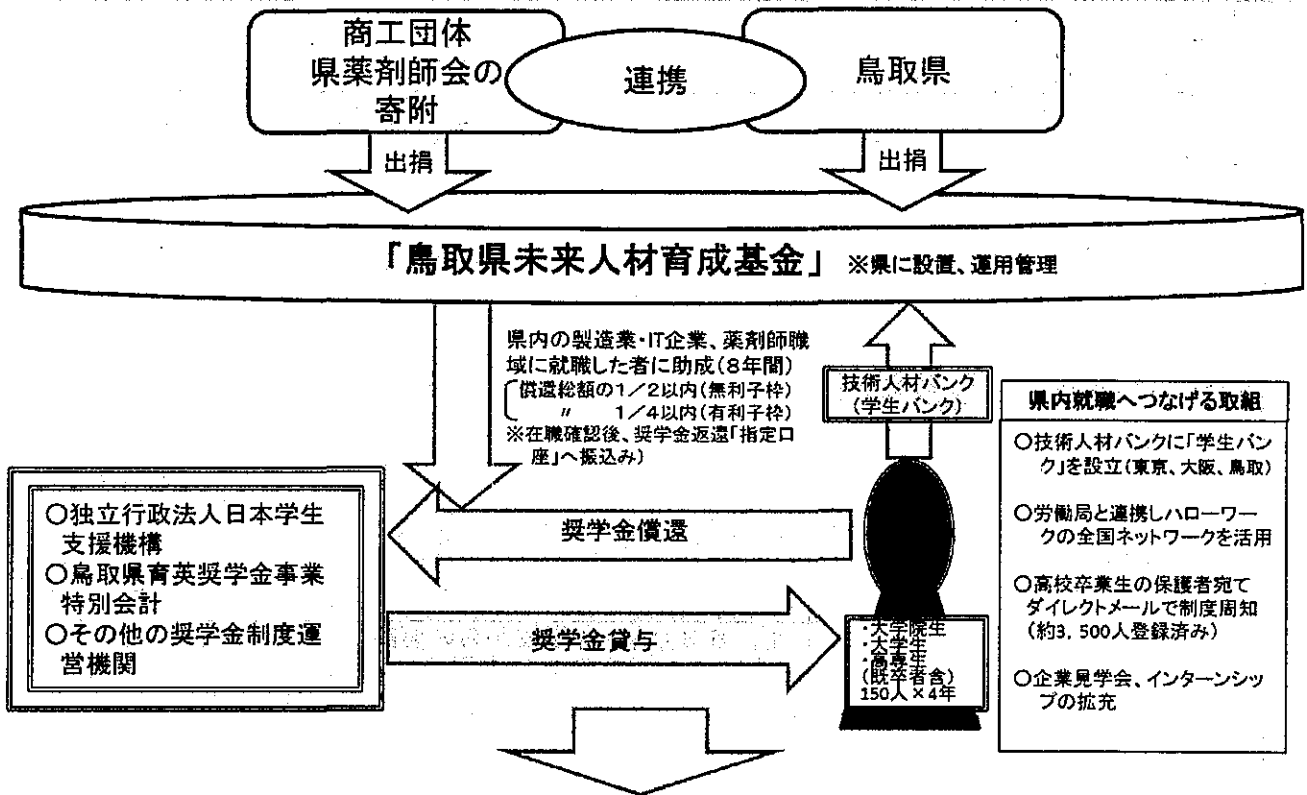 商工団体
県薬剤師会の
寄附
連携
鳥取県
出捐
出捐
「鳥取県未来人材育成基金」 ※県に設置、運用管理
県内の製造業・IT企業、薬剤師職
域に就職した者に助成(8年間)
償還総額の1/2以内(無利子枠)
〃 1/4以内(有利子枠)
※在職確認後、奨学金返還「指定口
座」へ振込み)
技術人材バンク
(学生バンク)
県内就職へつなげる取組
○技術人材バンクに「学生バン
ク」を設立(東京、大阪、鳥取)
○労働局と連携しハローワー
クの全国ネットワークを活用
○高校卒業生の保護者宛て
ダイレクトメールで制度周知
(約3,500人登録済み)
○企業見学会、インターンシッ
プの拡充
○独立行政法人日本学生
支援機構
○鳥取県育英奨学金事業
特別会計
○その他の奨学金制度運
営機関
奨学金償還
奨学金貸与
・大学院生
・大学生
・高専生
(既卒者含)
150人×4年